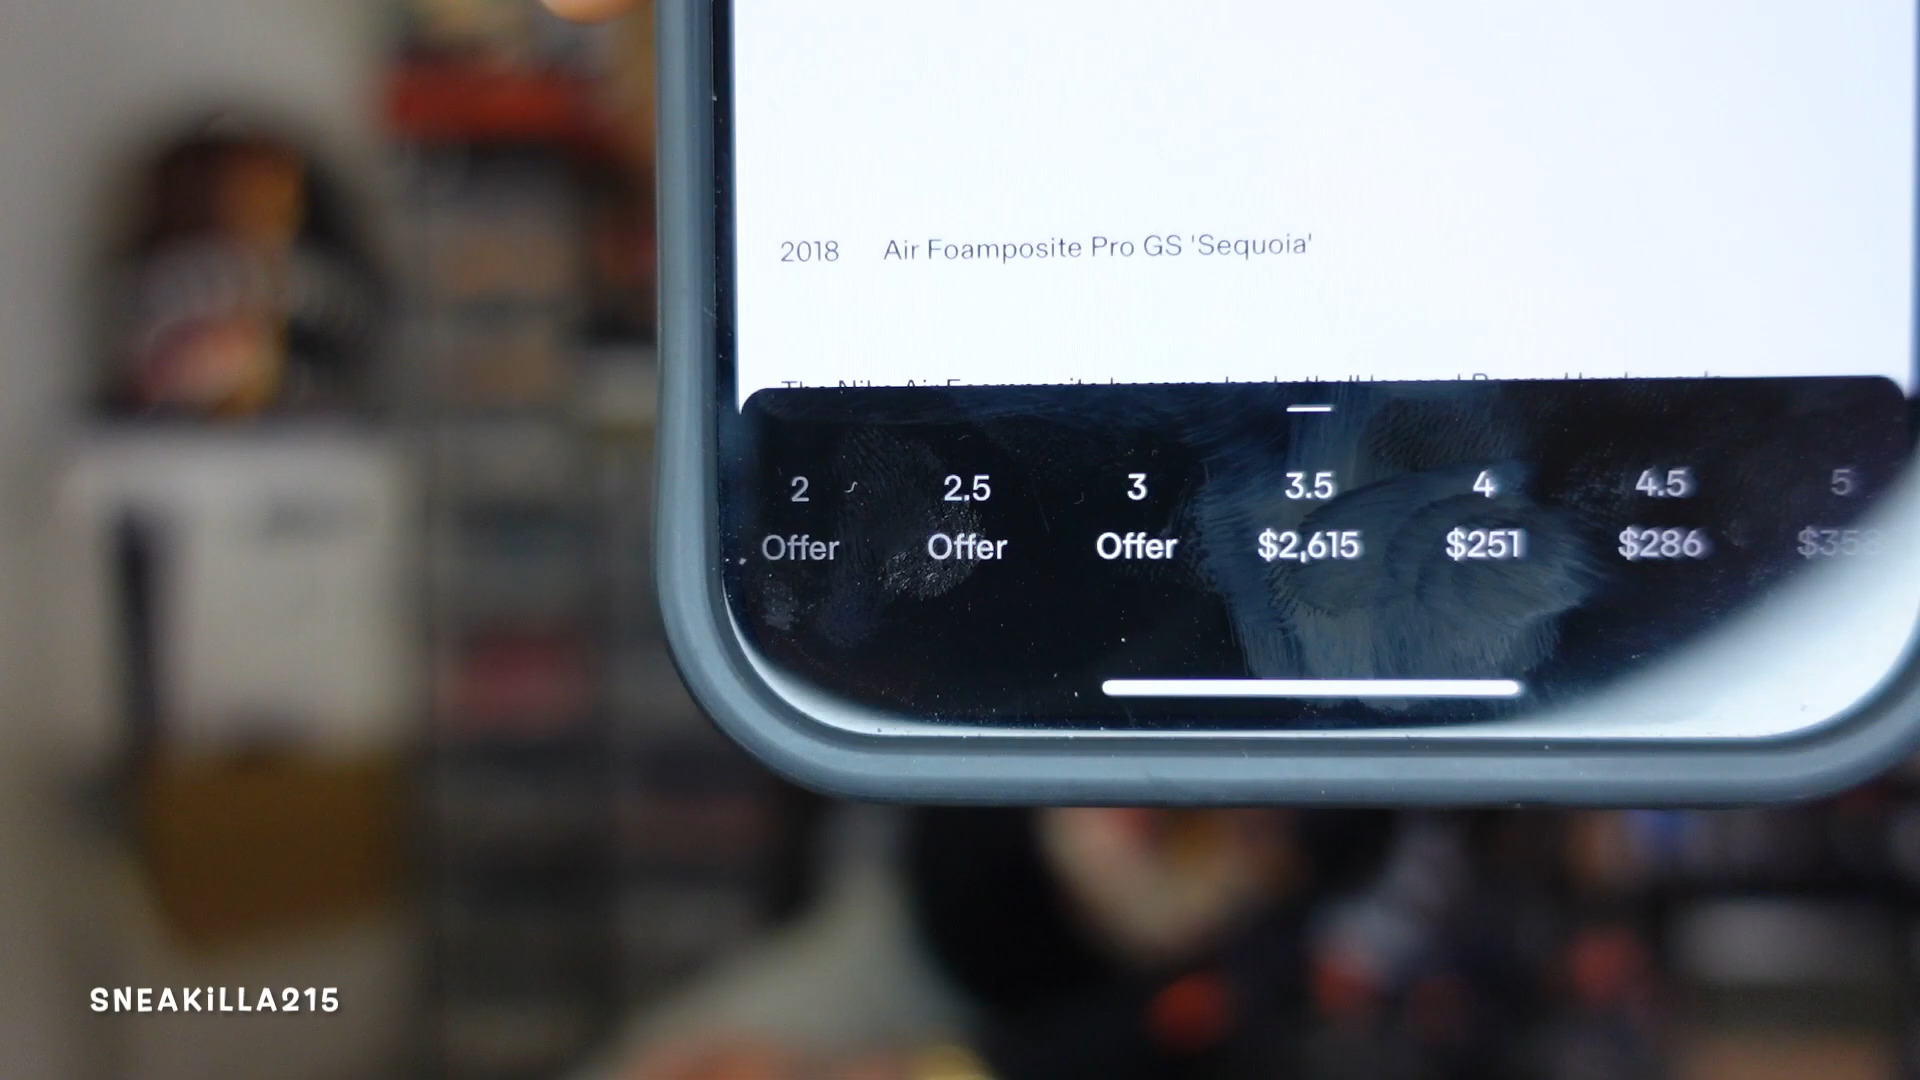 2018 Air Foamposite Pro GS 'Sequoia'
2 2.5 3 3.5 4 4.5 5
Offer Offer Offer $2,615 $251 $286
SNEAKiLLA215